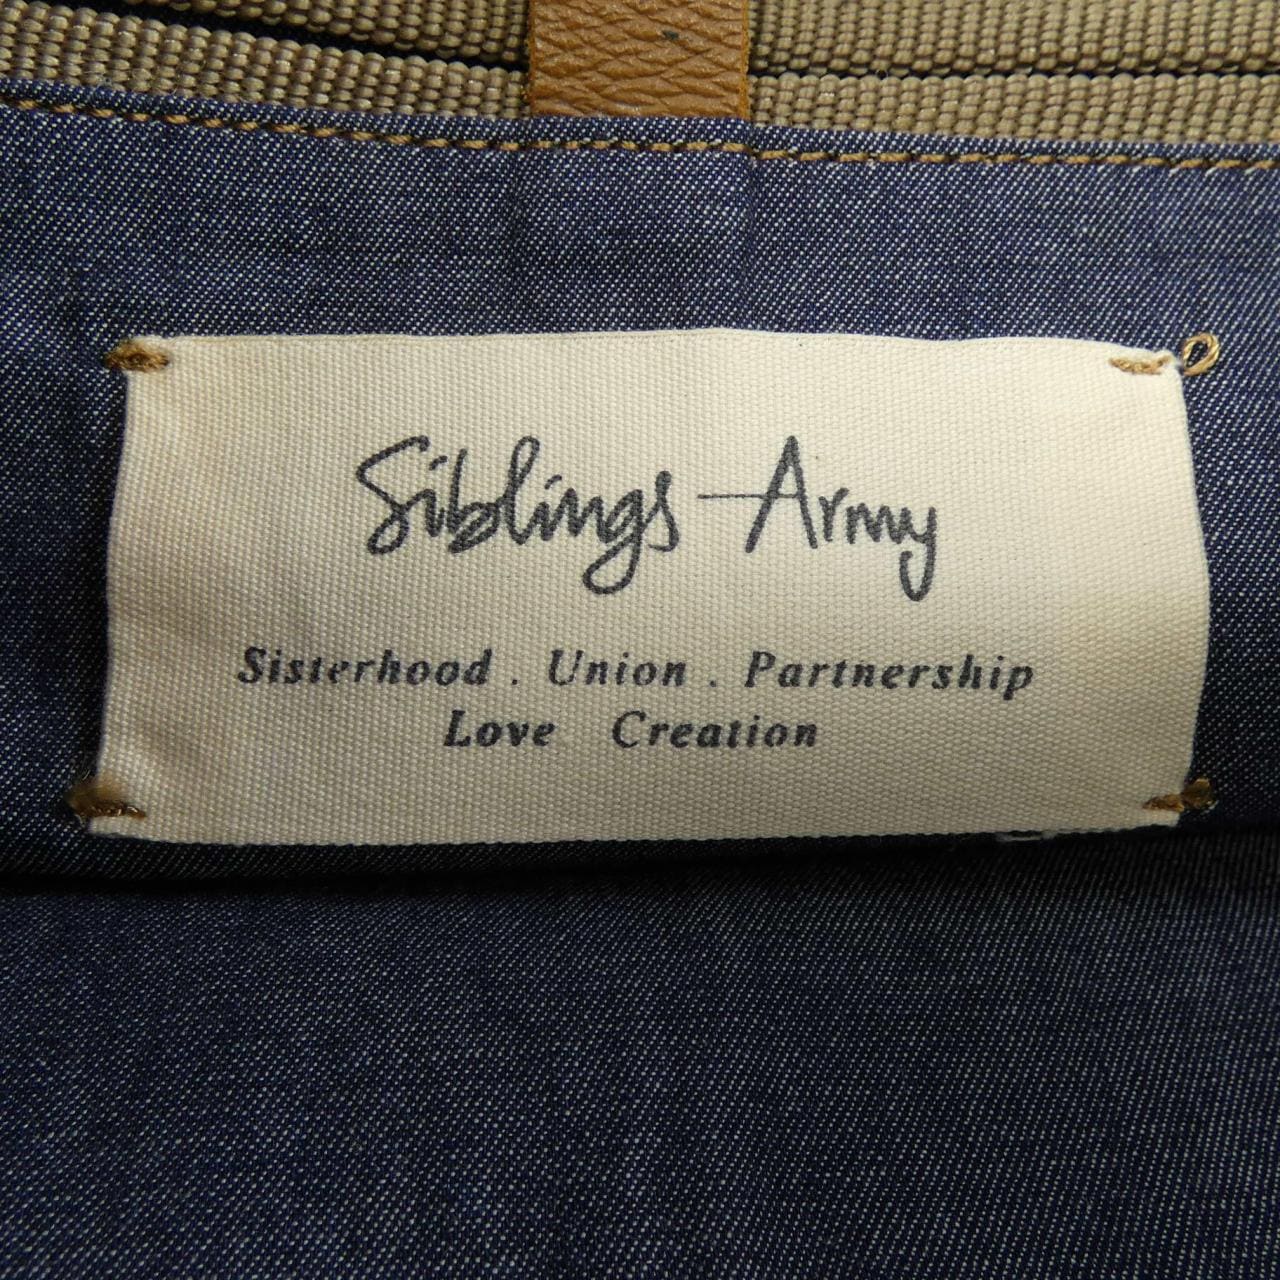 Siblings Army
Sisterhood . Union . Partnership
Love Creation